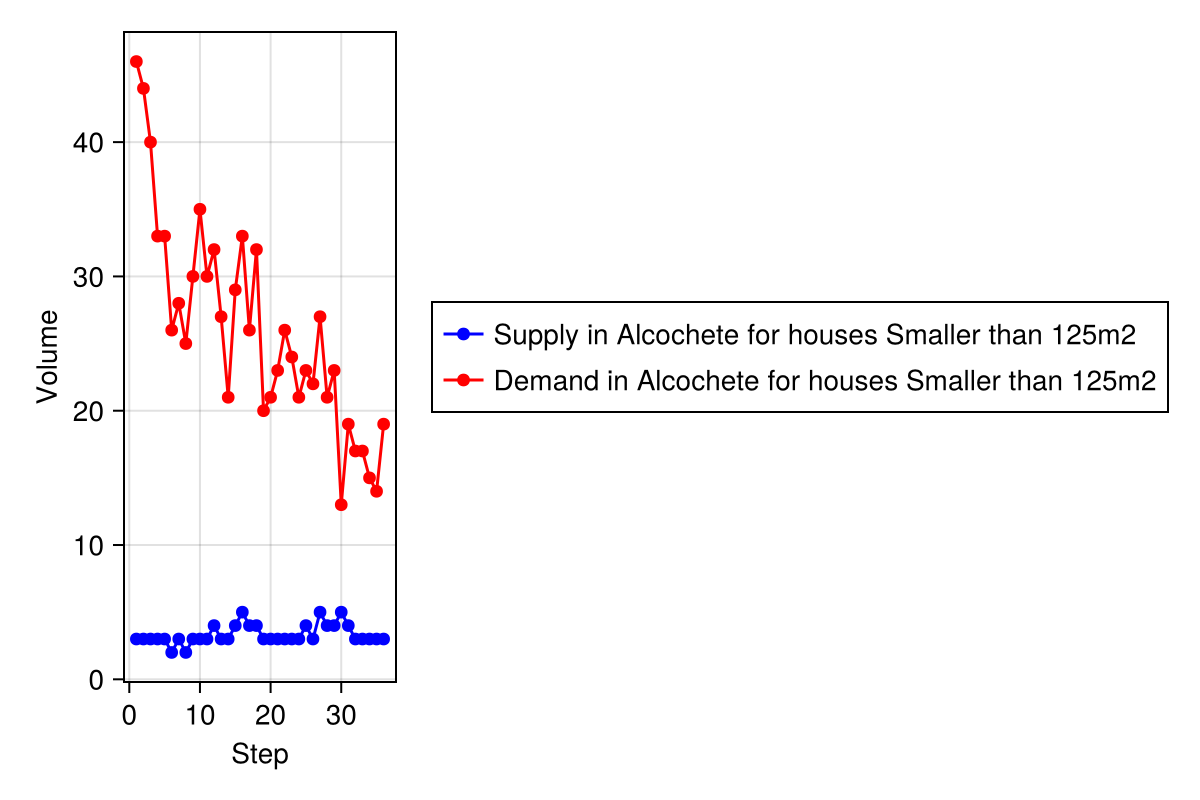 Volume
40
30
20
10
0
0 10 20 30
Step
Supply in Alcochete for houses Smaller than 125m2
Demand in Alcochete for houses Smaller than 125m2